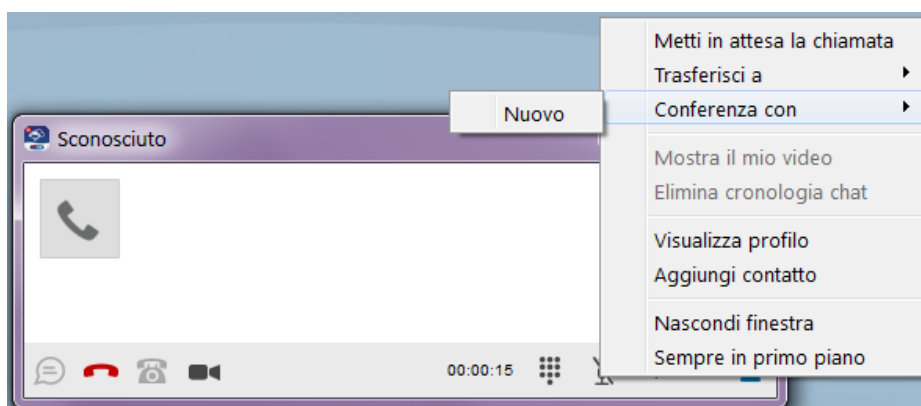 Metti in attesa la chiamata
Trasferisci a
Conferenza con
Nuovo
Sconosciuto
Mostra il mio video
Elimina cronologia chat
Visualizza profilo
Aggiungi contatto
Nascondi finestra
Sempre in primo piano
00:00:15